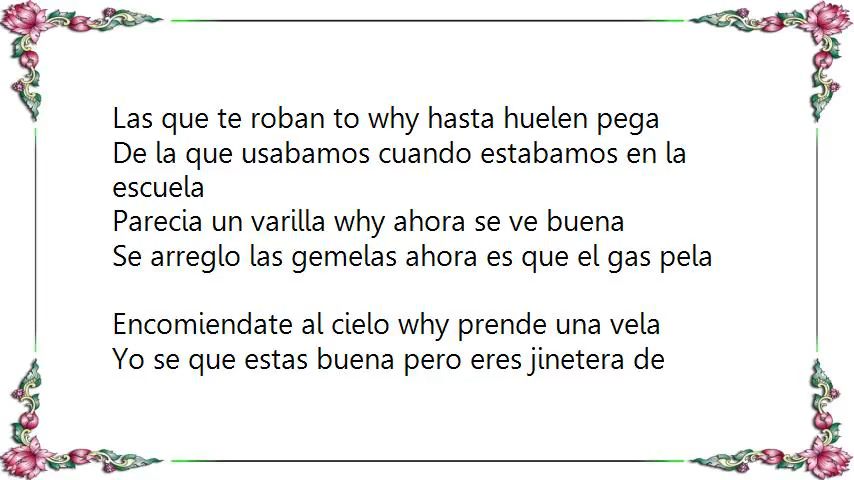 Las que te roban to why hasta huelen pega
De la que usabamos cuando estabamos en la
escuela
Parecia un varilla why ahora se ve buena
Se arreglo las gemelas ahora es que el gas pela
Encomiendate al cielo why prende una vela
Yo se que estas buena pero eres jinetera de